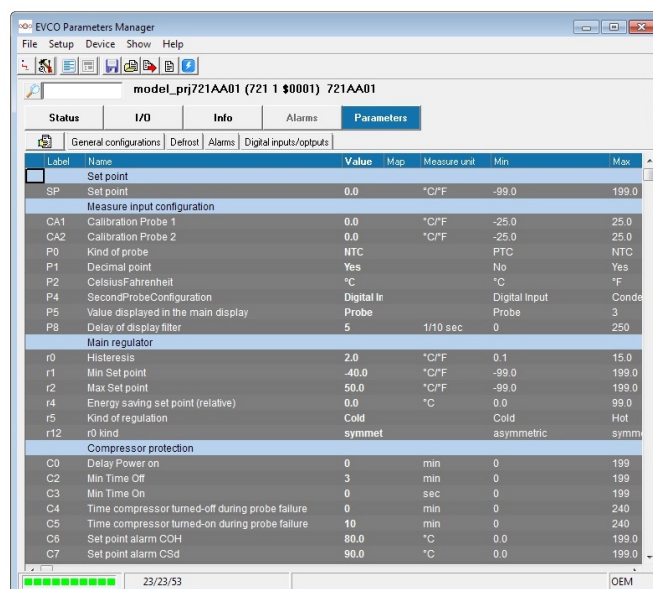 EVCO Parameters Manager
File Setup Device Show Help
model_prj721AA01 (721 1 $0001) 721AA01
Status I/O Info Alarms Parameters
General configurations Defrost Alarms Digital inputs/optputs
Label Name Value Map Measure unit Min Max
Set point
SP Set point 0.0 °C/°F -99.0 199.0
Measure input configuration
CA1 Calibration Probe 1 0.0 °C/°F -25.0 25.0
CA2 Calibration Probe 2 0.0 °C/°F -25.0 25.0
P0 Kind of probe NTC PTC NTC
P1 Decimal point Yes No Yes
P2 CelsiusFahrenheit °C °C °F
P4 SecondProbeConfiguration Digital In Digital Input Conde
P5 Value displayed in the main display Probe Probe 3
P8 Delay of display filter 5 1/10 sec 0 250
Main regulator
r0 Histeresis 2.0 °C/°F 0.1 15.0
r1 Min Set point -40.0 °C/°F -99.0 199.0
r2 Max Set point 50.0 °C/°F -99.0 199.0
r4 Energy saving set point (relative) 0.0 °C 0.0 99.0
r5 Kind of regulation Cold Cold Hot
r12 r0 kind symmet asymmetric symm
Compressor protection
C0 Delay Power on 0 min 0 199
C2 Min Time Off 3 min 0 199
C3 Min Time On 0 sec 0 199
C4 Time compressor turned-off during probe failure 0 min 0 240
C5 Time compressor turned-on during probe failure 10 min 0 240
C6 Set point alarm COH 80.0 °C 0.0 199.0
C7 Set point alarm CSd 90.0 °C 0.0 199.0
23/23/53 OEM